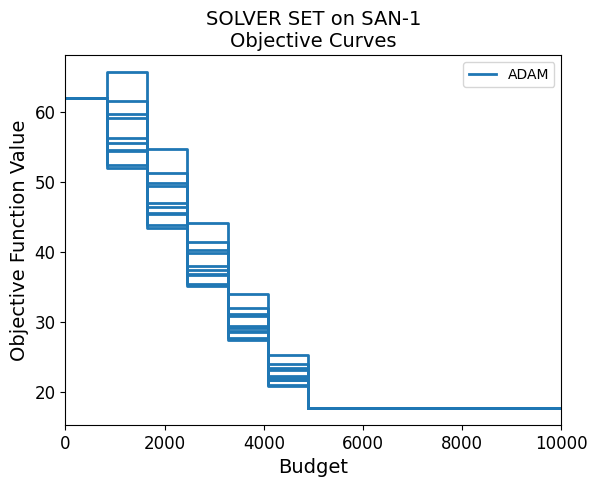 SOLVER SET on SAN-1
Objective Curves
ADAM
Objective Function Value
60
50
40
30
20
0
2000
4000
6000
8000
10000
Budget